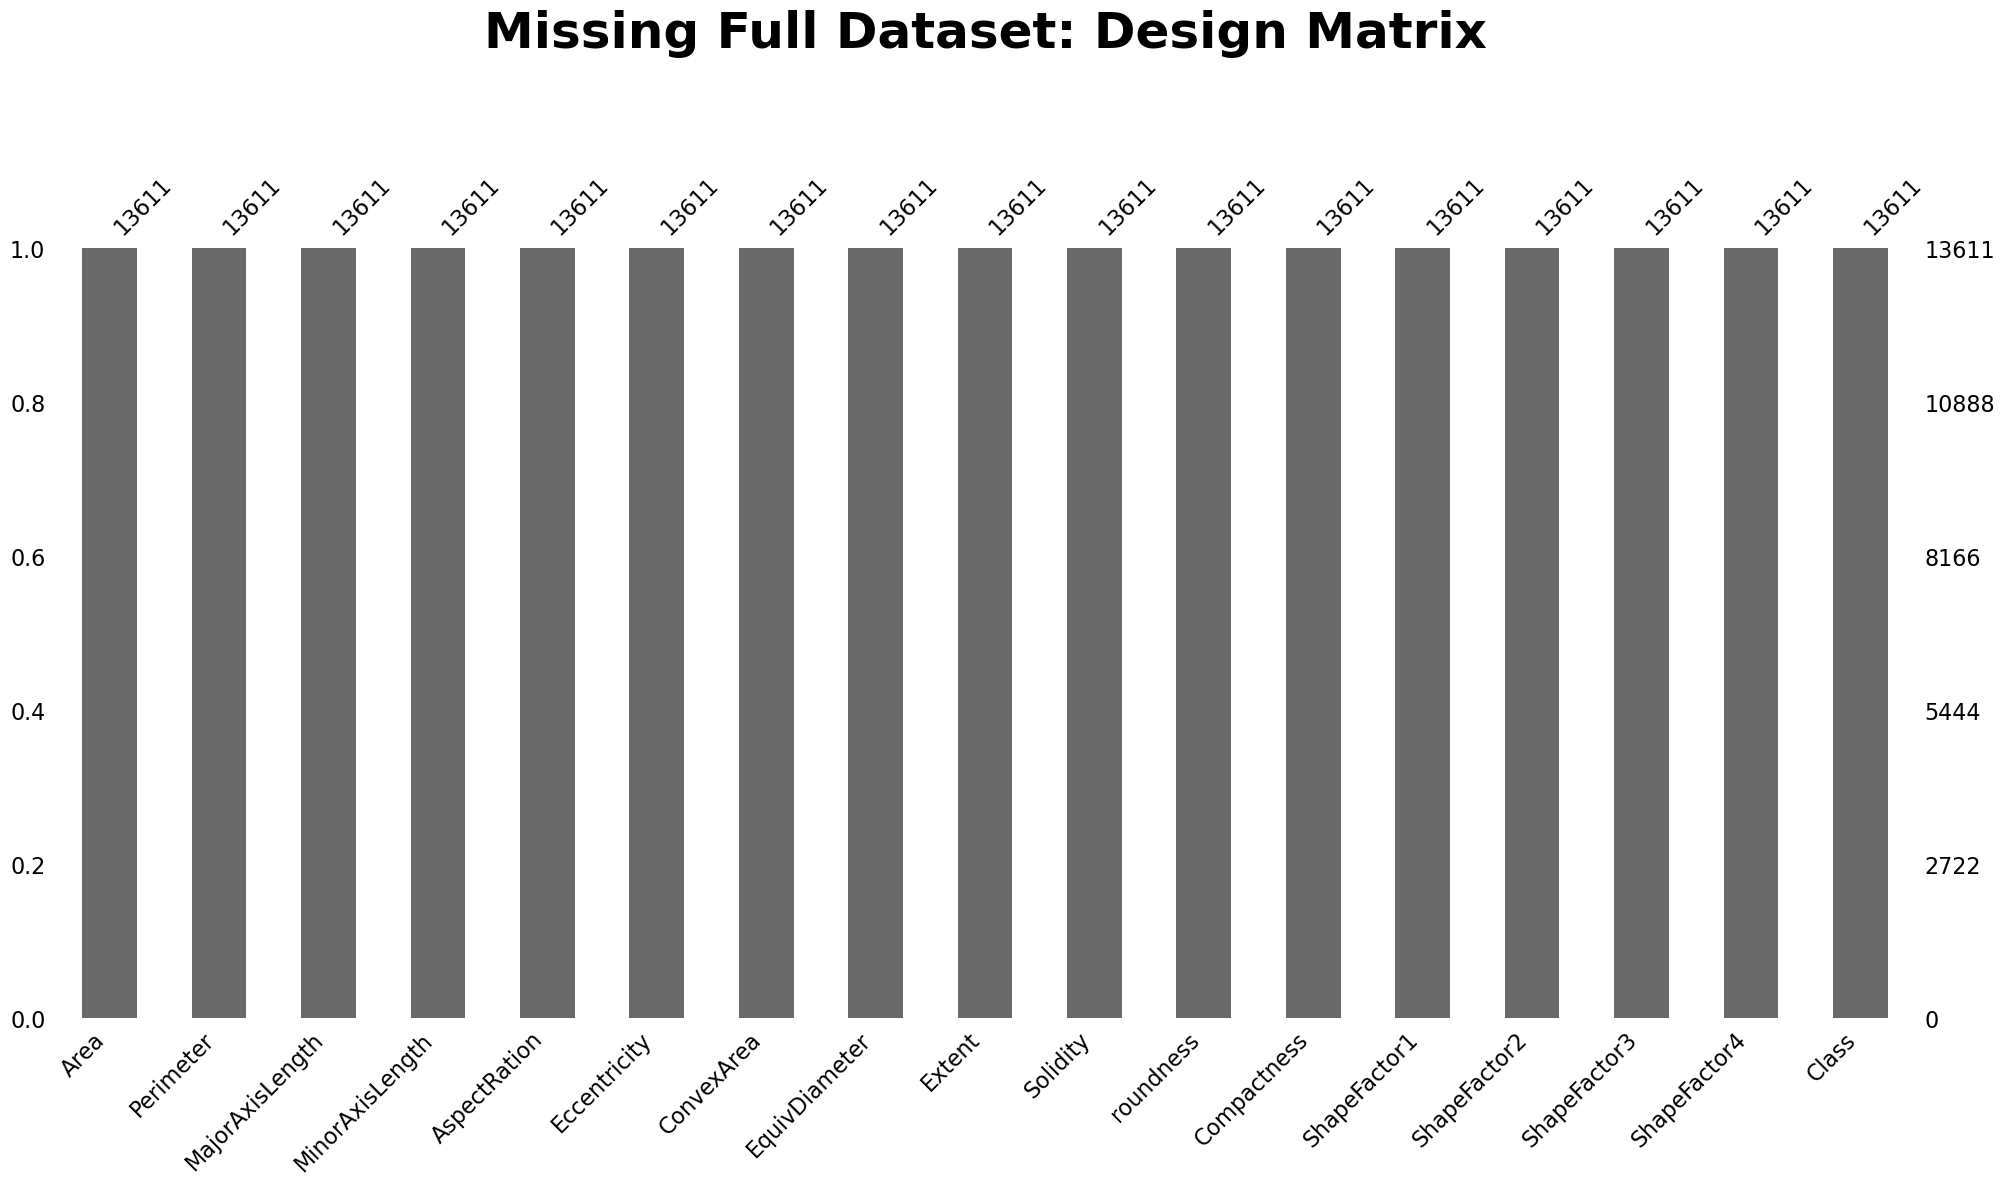 Missing Full Dataset: Design Matrix
13611 13611 13611 13611 13611 13611 13611 13611 13611 13611 13611 13611 13611 13611 13611 13611 13611
1.0 13611
0.8 10888
0.6 8166
0.4 5444
0.2 2722
0.0 0
Area Perimeter MajorAxisLength MinorAxisLength AspectRation Eccentricity ConvexArea EquivDiameter Extent Solidity roundness Compactness ShapeFactor1 ShapeFactor2 ShapeFactor3 ShapeFactor4 Class